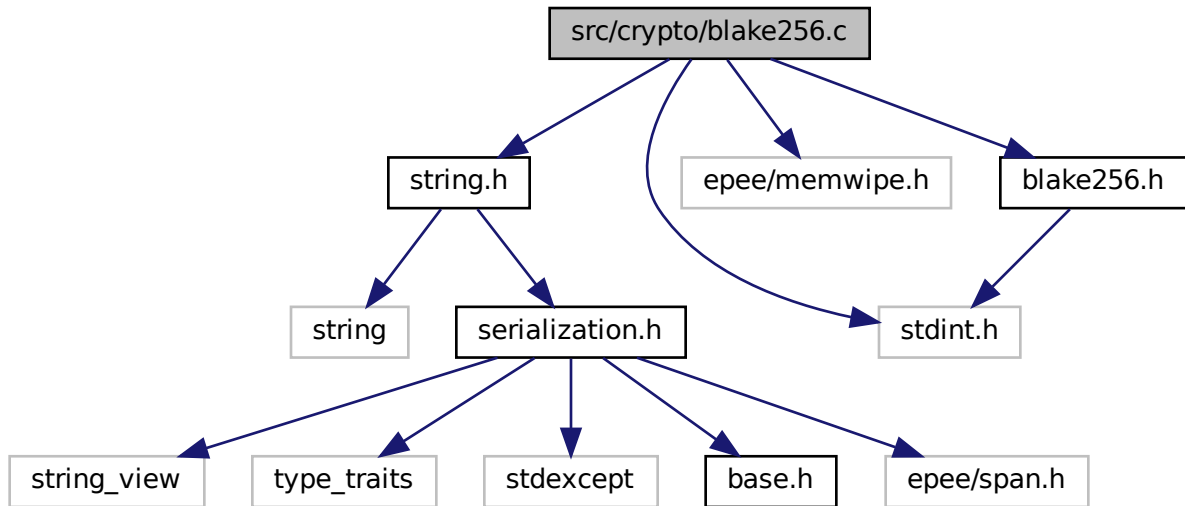 src/crypto/blake256.c
string.h
epee/memwipe.h
blake256.h
string
serialization.h
stdint.h
string_view
type_traits
stdexcept
base.h
epee/span.h